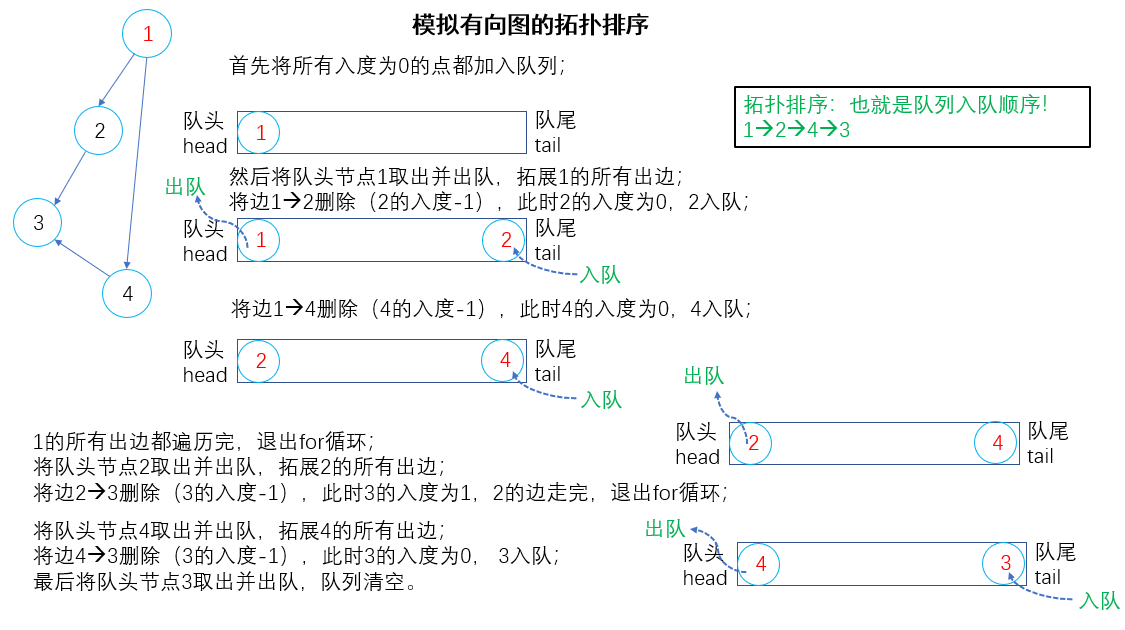 模拟有向图的拓扑排序
1
2
3
4
首先将所有入度为0的点都加入队列；
队头
head
1
队尾
tail
拓扑排序：也就是队列入队顺序！
1→2→4→3
然后将队头节点1取出并出队，拓展1的所有出边；
将边1→2删除（2的入度-1），此时2的入度为0，2入队；
出队
队头
head
1
2
队尾
tail
入队
将边1→4删除（4的入度-1），此时4的入度为0，4入队；
队头
head
2
4
队尾
tail
入队
1的所有出边都遍历完，退出for循环；
将队头节点2取出并出队，拓展2的所有出边；
将边2→3删除（3的入度-1），此时3的入度为1，2的边走完，退出for循环；
出队
队头
head
2
4
队尾
tail
将队头节点4取出并出队，拓展4的所有出边；
将边4→3删除（3的入度-1），此时3的入度为0， 3入队；
最后将队头节点3取出并出队，队列清空。
出队
队头
head
4
3
队尾
tail
入队